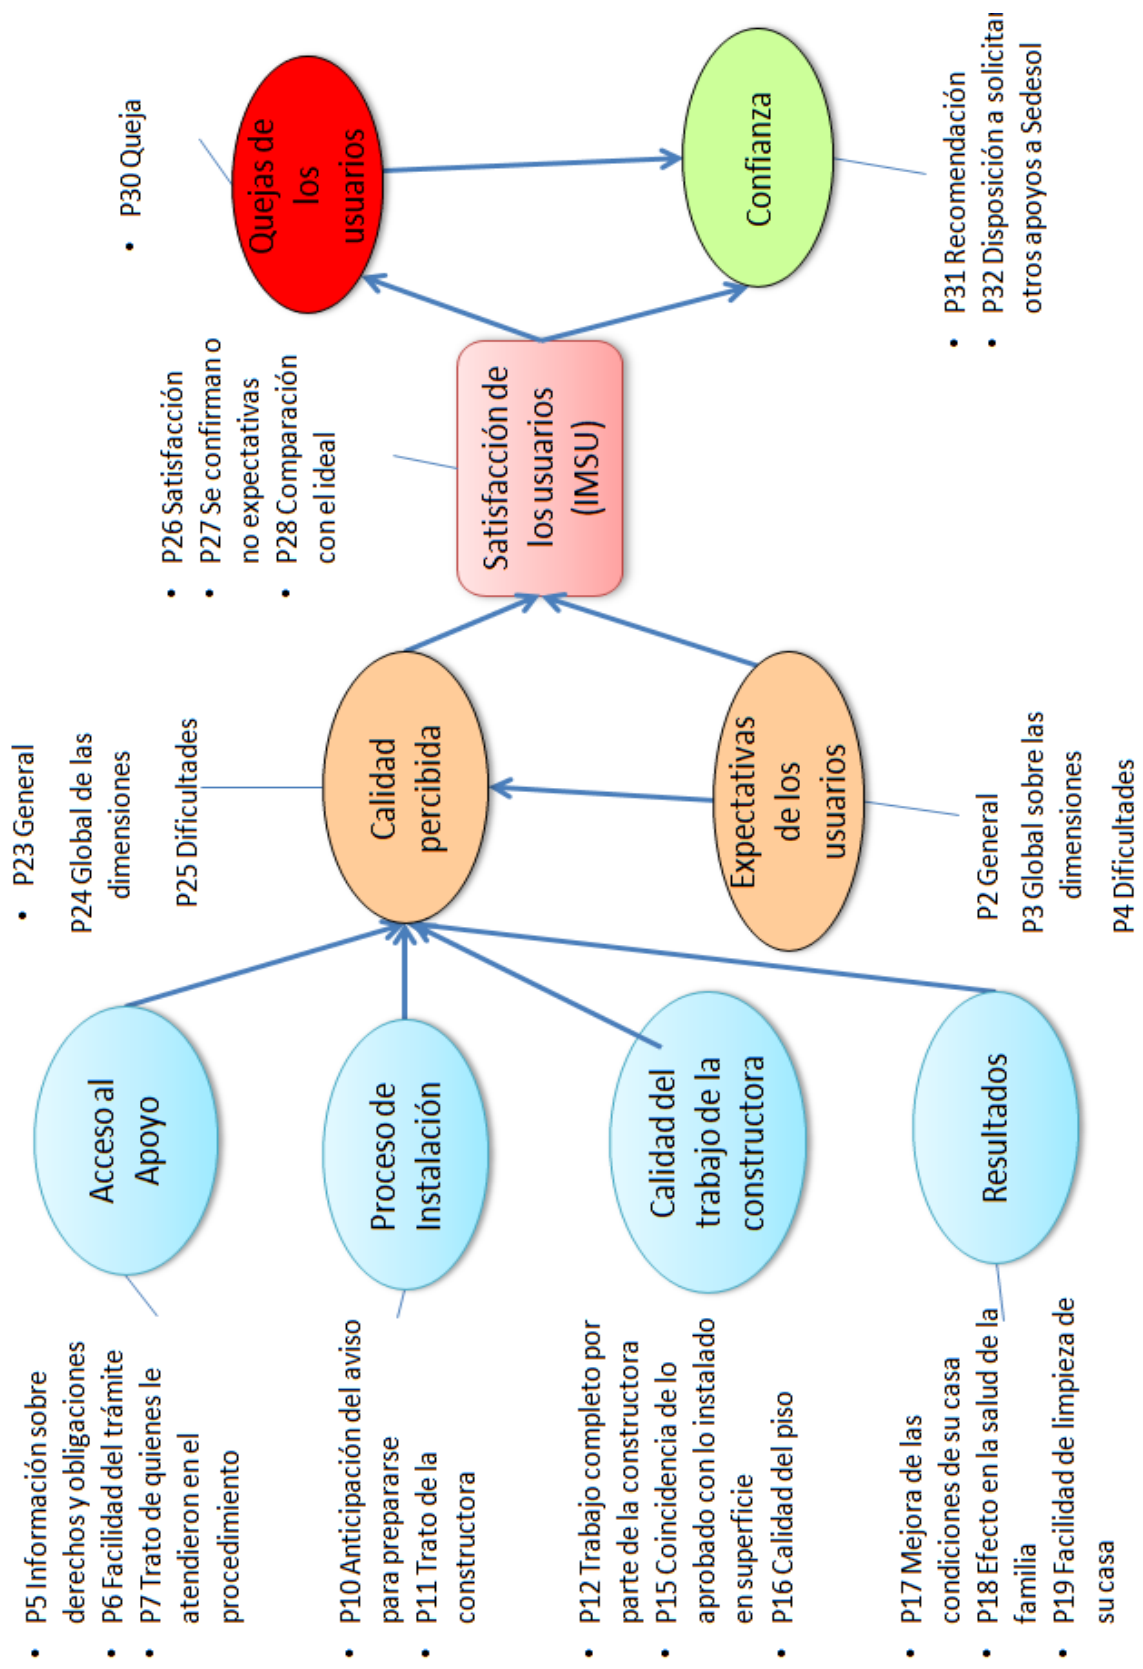 P5 Información sobre
derechos y obligaciones
P6 Facilidad del trámite
P7 Trato de quienes le
atendieron en el
procedimiento
P10 Anticipación del aviso
para prepararse
P11 Trato de la
constructora
P12 Trabajo completo por
parte de la constructora
P15 Coincidencia de lo
aprobado con lo instalado
en superficie
P16 Calidad del piso
P17 Mejora de las
condiciones de su casa
P18 Efecto en la salud de la
familia
P19 Facilidad de limpieza de
su casa
Acceso al
Apoyo
Proceso de
Instalación
Calidad del
trabajo de la
constructora
Resultados
P23 General
P24 Global de las
dimensiones
P25 Dificultades
Calidad
percibida
Expectativas
de los
usuarios
P2 General
P3 Global sobre las
dimensiones
P4 Dificultades
P26 Satisfacción
P27 Se confirman o
no expectativas
P28 Comparación
con el ideal
Satisfacción de
los usuarios
(IMSU)
P30 Queja
Quejas de
los
usuarios
Confianza
P31 Recomendación
P32 Disposición a solicitar
otros apoyos a Sedesol